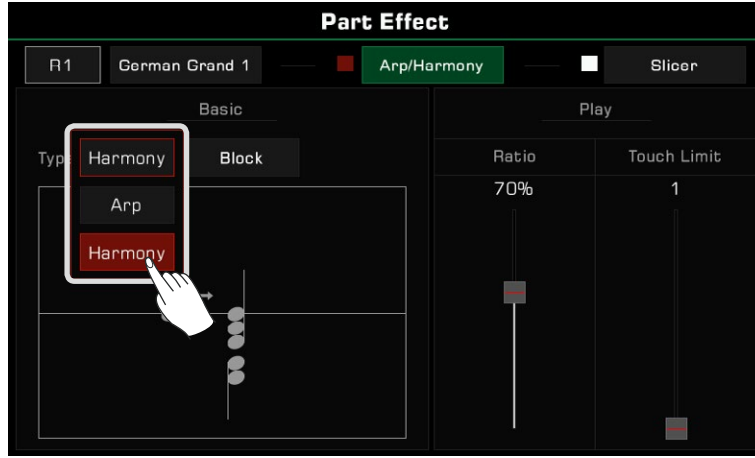 Part Effect
R1 German Grand 1 Arp/Harmony Slicer
Basic
Play
Type Harmony Block
Ratio Touch Limit
70% 1
Arp
Harmony